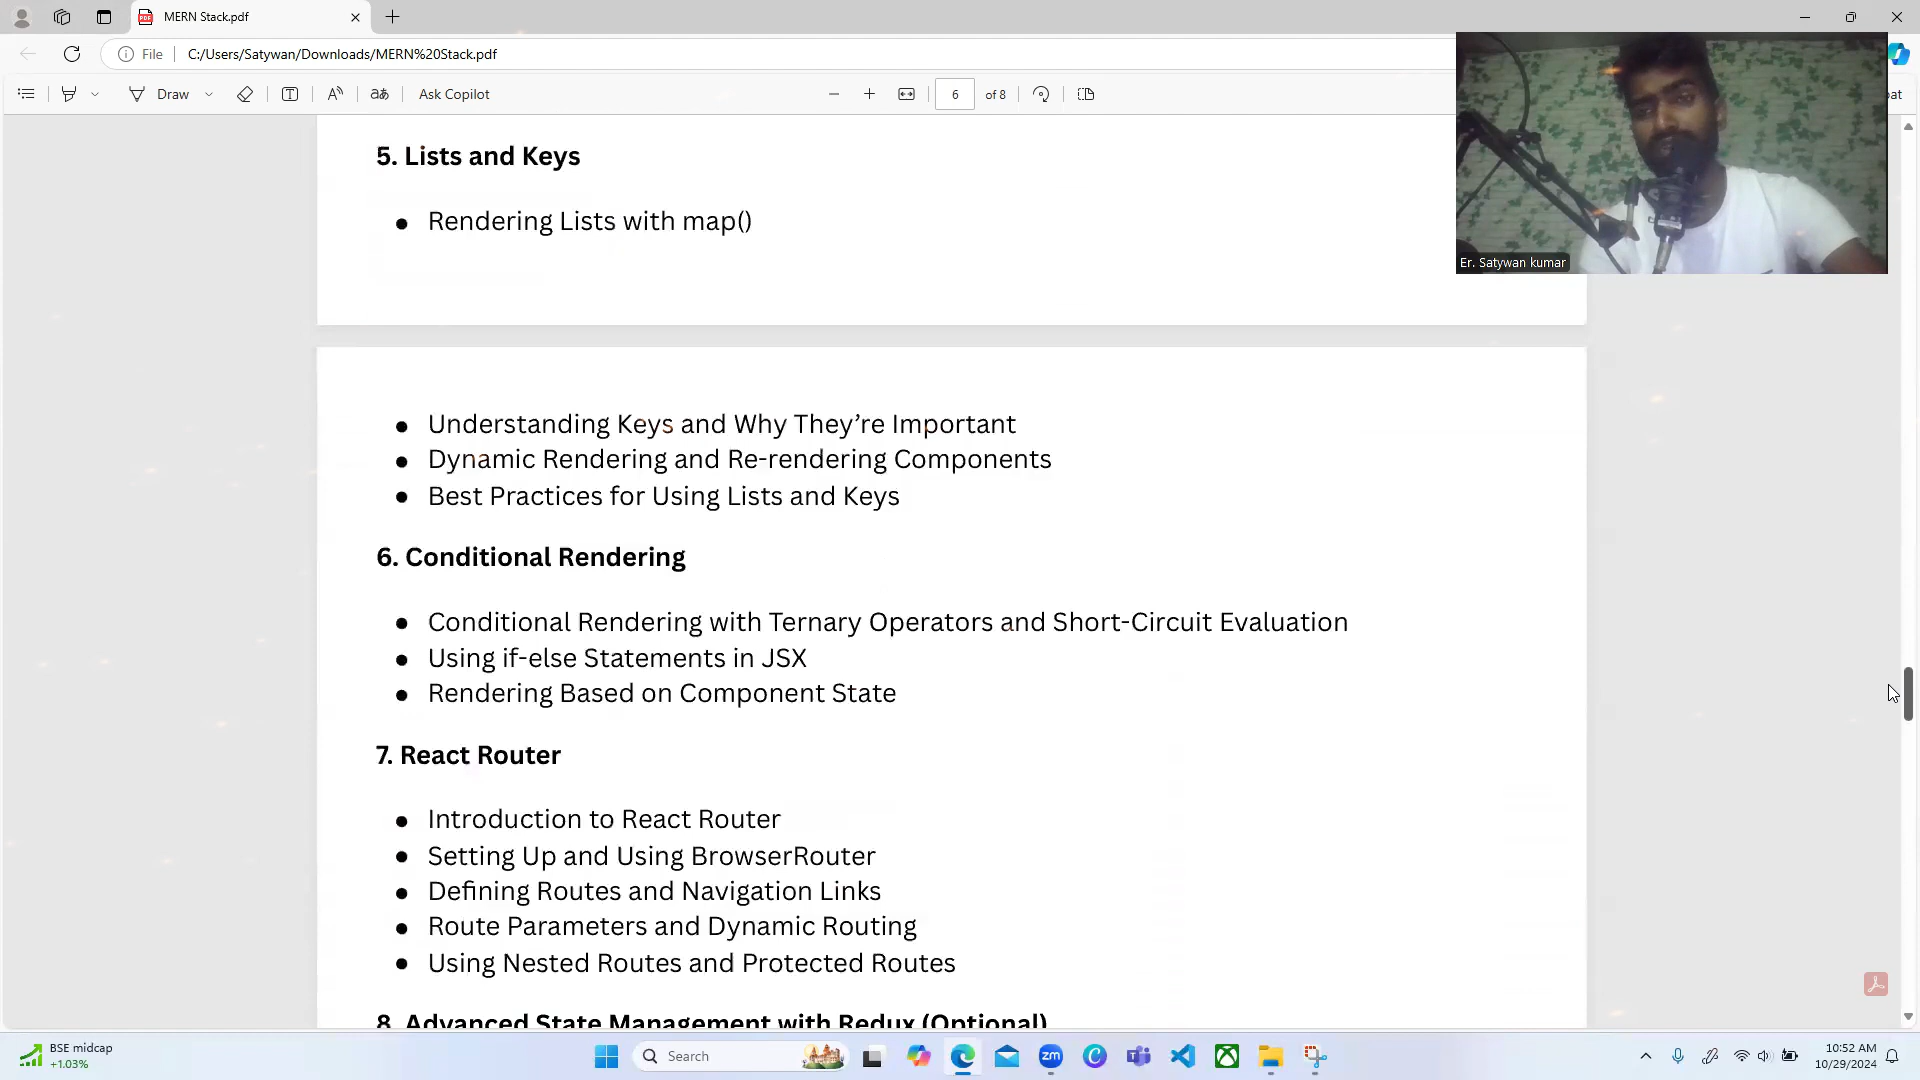 MERN Stack.pdf
File
C:/Users/Satywan/Downloads/MERN%20Stack.pdf
Draw
Ask Copilot
6
of 8
5. Lists and Keys
● Rendering Lists with map()
Er. Satywan kumar
● Understanding Keys and Why They’re Important
● Dynamic Rendering and Re-rendering Components
● Best Practices for Using Lists and Keys
6. Conditional Rendering
● Conditional Rendering with Ternary Operators and Short-Circuit Evaluation
● Using if-else Statements in JSX
● Rendering Based on Component State
7. React Router
● Introduction to React Router
● Setting Up and Using BrowserRouter
● Defining Routes and Navigation Links
● Route Parameters and Dynamic Routing
● Using Nested Routes and Protected Routes
8. Advanced State Management with Redux (Optional)
BSE midcap
+1.03%
Search
zm
10:52 AM
10/29/2024